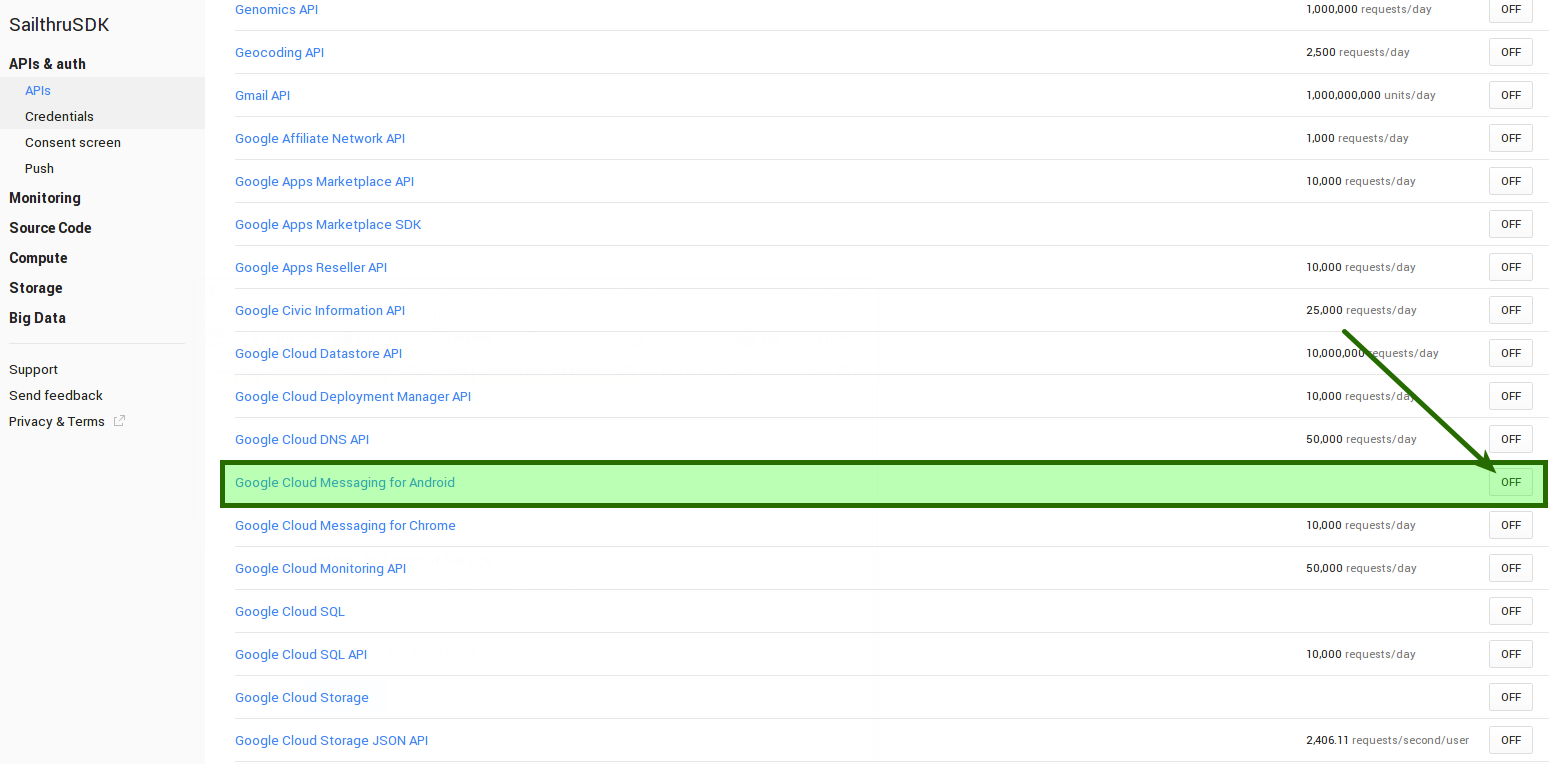 SailthruSDK
APIs & auth
APIs
Credentials
Consent screen
Push
Monitoring
Source Code
Compute
Storage
Big Data
Support
Send feedback
Privacy & Terms
Genomics API 1,000,000 requests/day OFF
Geocoding API 2,500 requests/day OFF
Gmail API 1,000,000,000 units/day OFF
Google Affiliate Network API 1,000 requests/day OFF
Google Apps Marketplace API 10,000 requests/day OFF
Google Apps Marketplace SDK OFF
Google Apps Reseller API 10,000 requests/day OFF
Google Civic Information API 25,000 requests/day OFF
Google Cloud Datastore API 10,000,000 requests/day OFF
Google Cloud Deployment Manager API 10,000 requests/day OFF
Google Cloud DNS API 50,000 requests/day OFF
Google Cloud Messaging for Android OFF
Google Cloud Messaging for Chrome 10,000 requests/day OFF
Google Cloud Monitoring API 50,000 requests/day OFF
Google Cloud SQL OFF
Google Cloud SQL API 10,000 requests/day OFF
Google Cloud Storage OFF
Google Cloud Storage JSON API 2,406.11 requests/second/user OFF